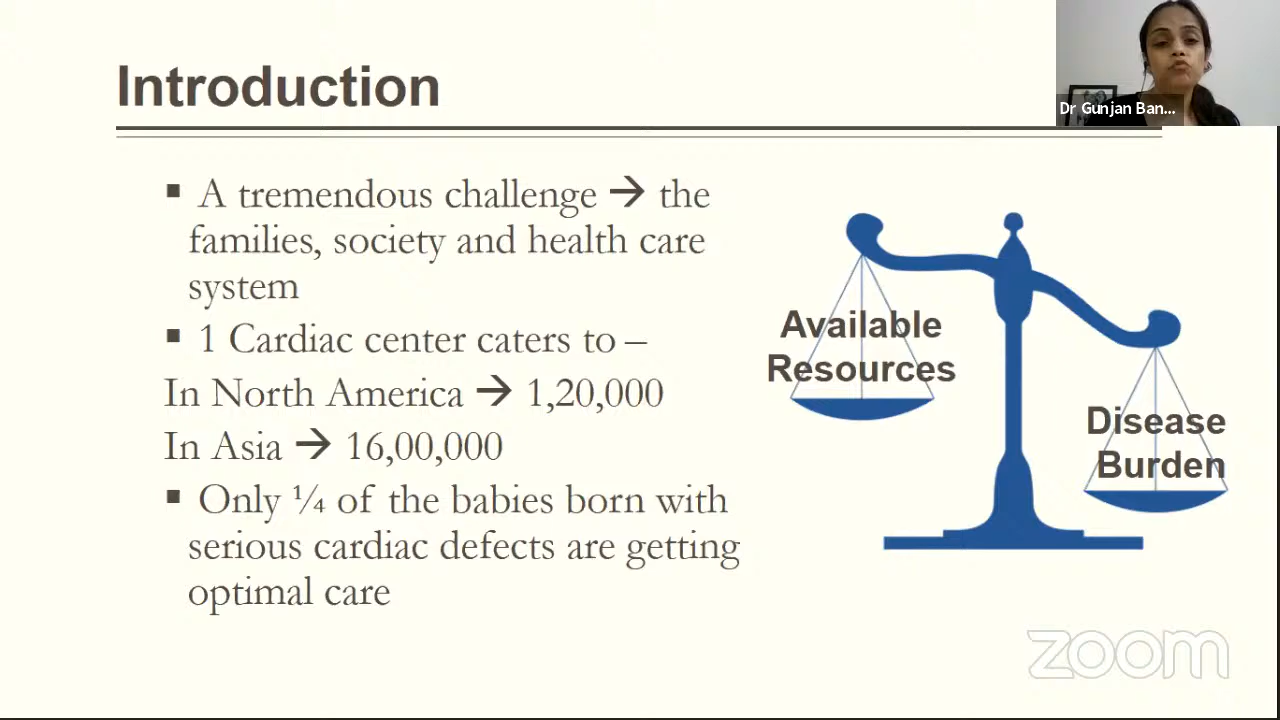 Introduction
▪ A tremendous challenge → the
families, society and health care
system
▪ 1 Cardiac center caters to –
In North America → 1,20,000
In Asia → 16,00,000
▪ Only ¼ of the babies born with
serious cardiac defects are getting
optimal care
Available
Resources
Disease
Burden
Dr Gunjan Ban...
zoom